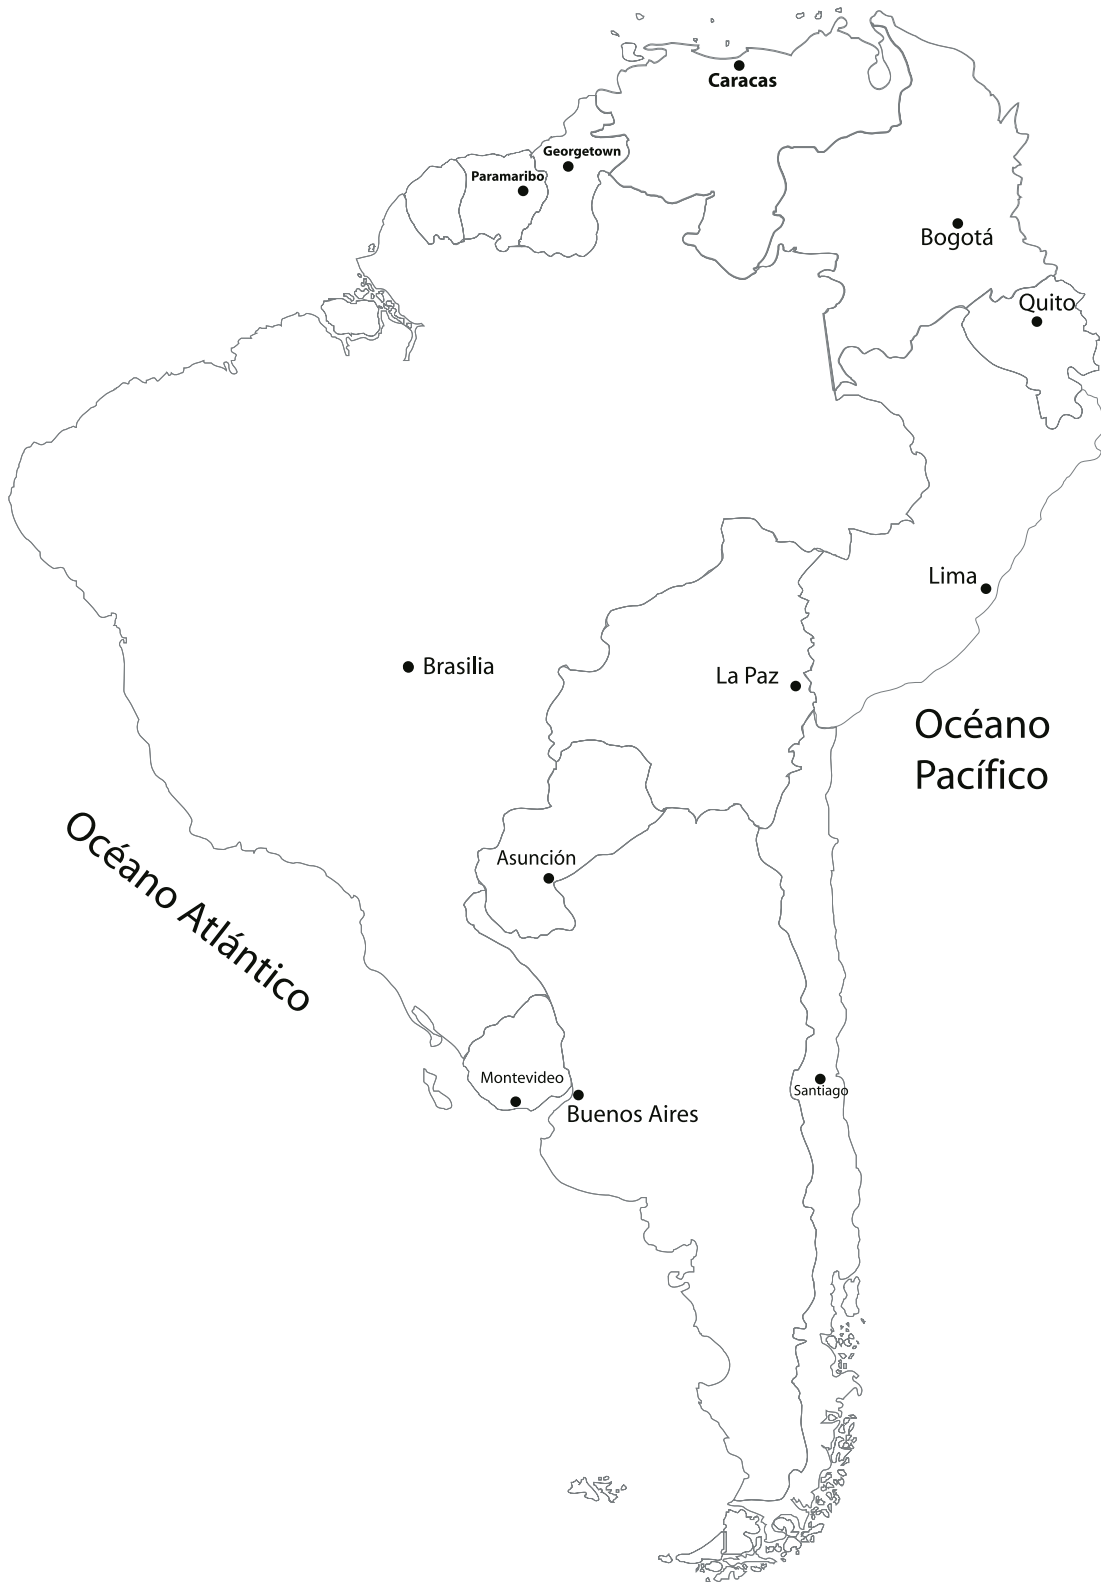 Caracas
Georgetown
Paramaribo
Bogotá
Quito
Lima
Brasilia
La Paz
Océano
Pacífico
Océano Atlántico
Asunción
Montevideo
Santiago
Buenos Aires